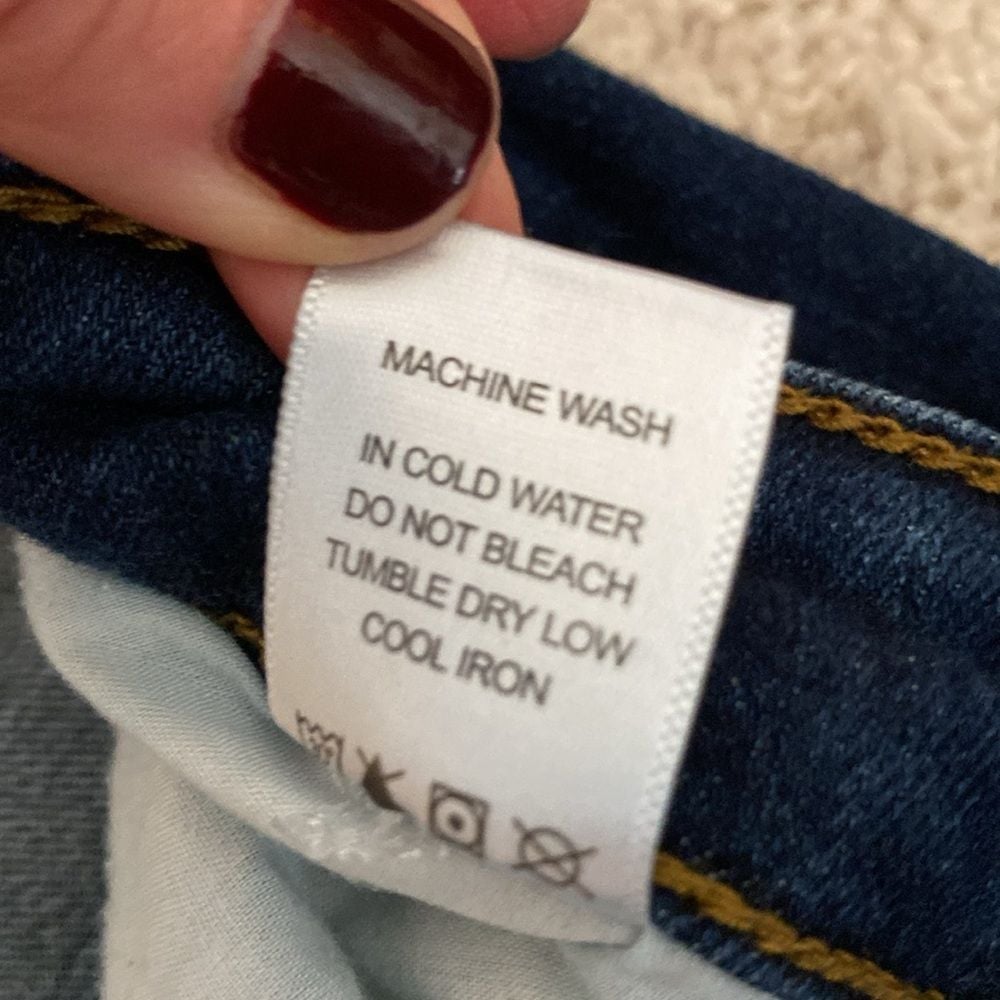 MACHINE WASH
IN COLD WATER
DO NOT BLEACH
TUMBLE DRY LOW
COOL IRON